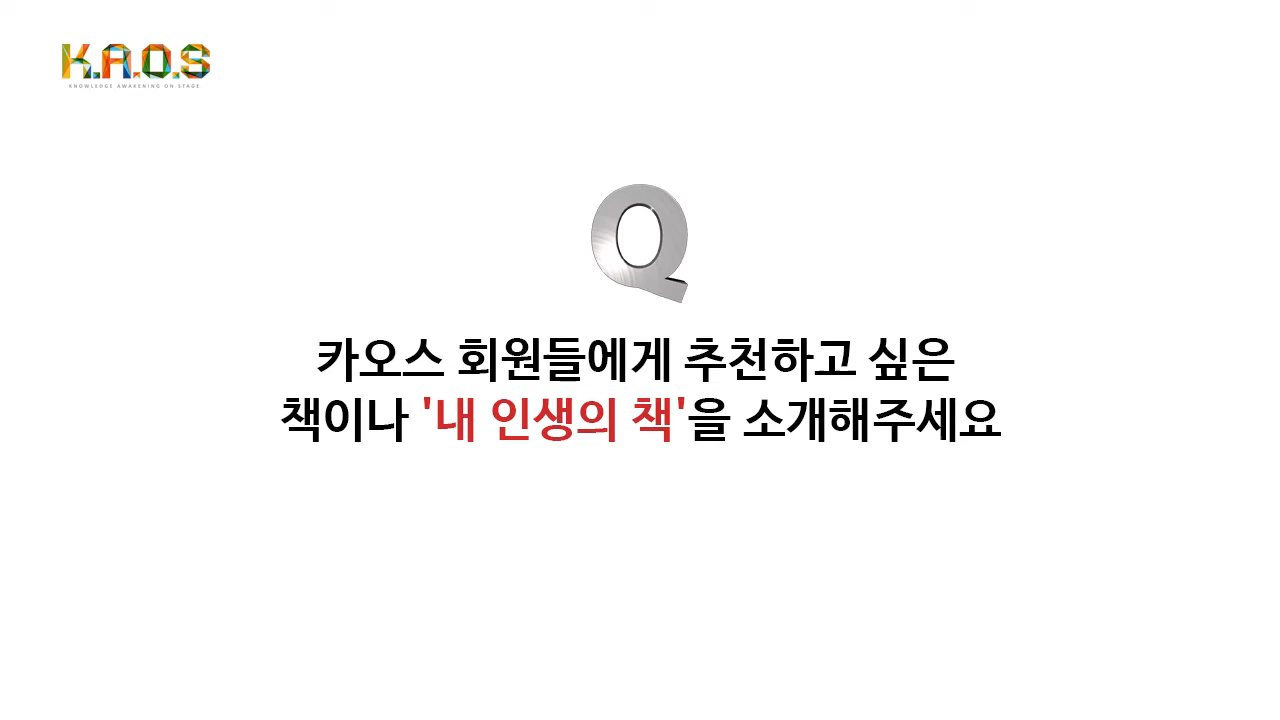 K.A.O.S
KNOWLEDGE AWAKENING ON STAGE
Q
카오스 회원들에게 추천하고 싶은
책이나 '내 인생의 책'을 소개해주세요